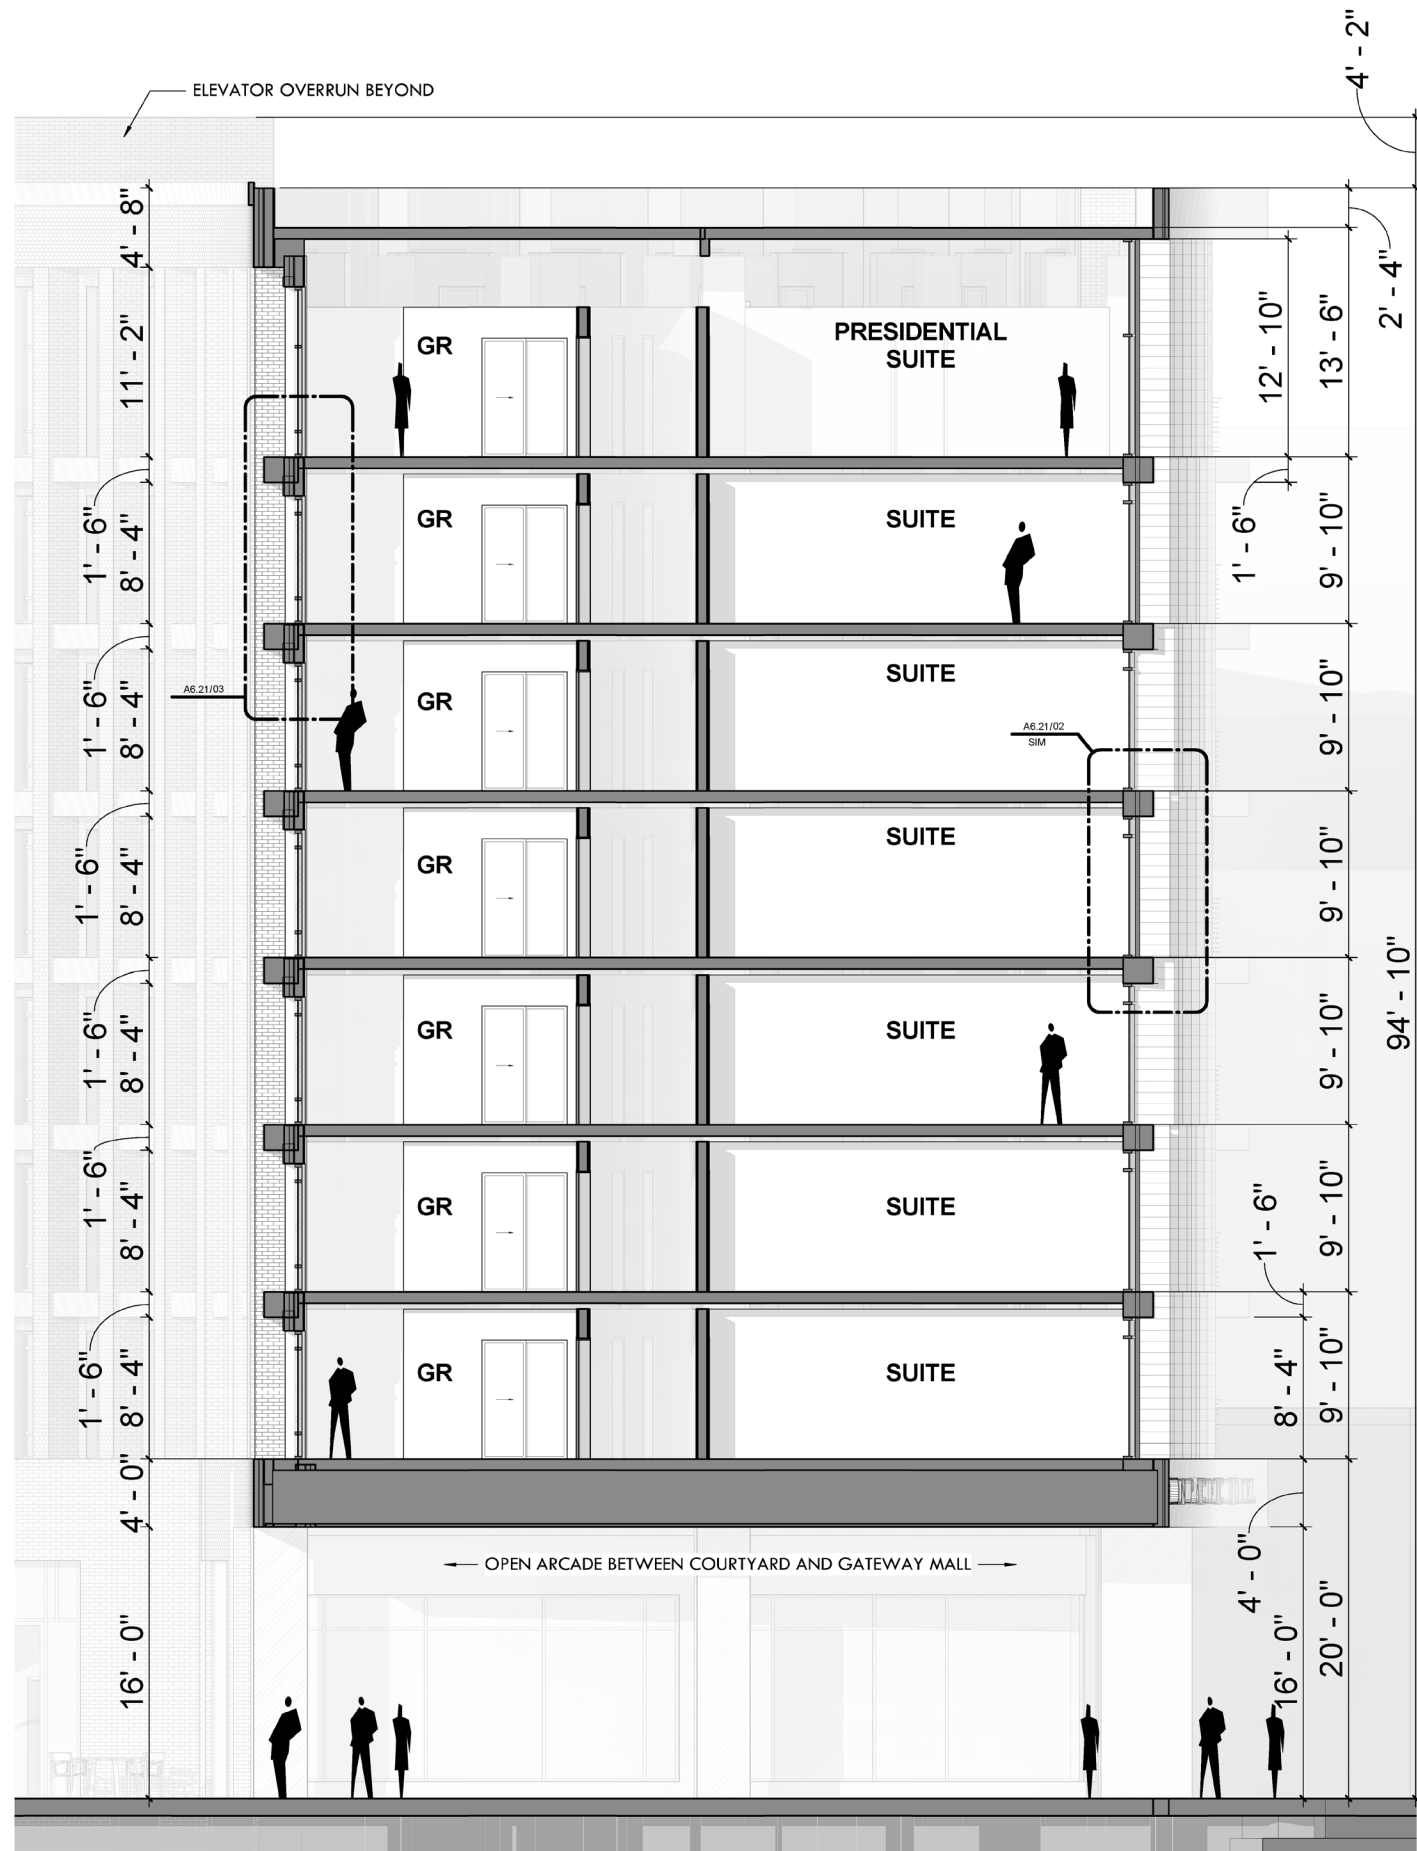 4' - 2"
ELEVATOR OVERRUN BEYOND
4' - 8"
2' - 4"
11' - 2"
GR
PRESIDENTIAL
SUITE
12' - 10"
13' - 6"
1' - 6"
8' - 4"
GR
SUITE
1' - 6"
9' - 10"
1' - 6"
8' - 4"
A6.21/03
GR
SUITE
A6.21/02
SIM
9' - 10"
1' - 6"
8' - 4"
GR
SUITE
9' - 10"
94' - 10"
1' - 6"
8' - 4"
GR
SUITE
9' - 10"
1' - 6"
8' - 4"
GR
SUITE
1' - 6"
9' - 10"
1' - 6"
8' - 4"
GR
SUITE
8' - 4"
9' - 10"
4' - 0"
OPEN ARCADE BETWEEN COURTYARD AND GATEWAY MALL
4' - 0"
16' - 0"
16' - 0"
20' - 0"